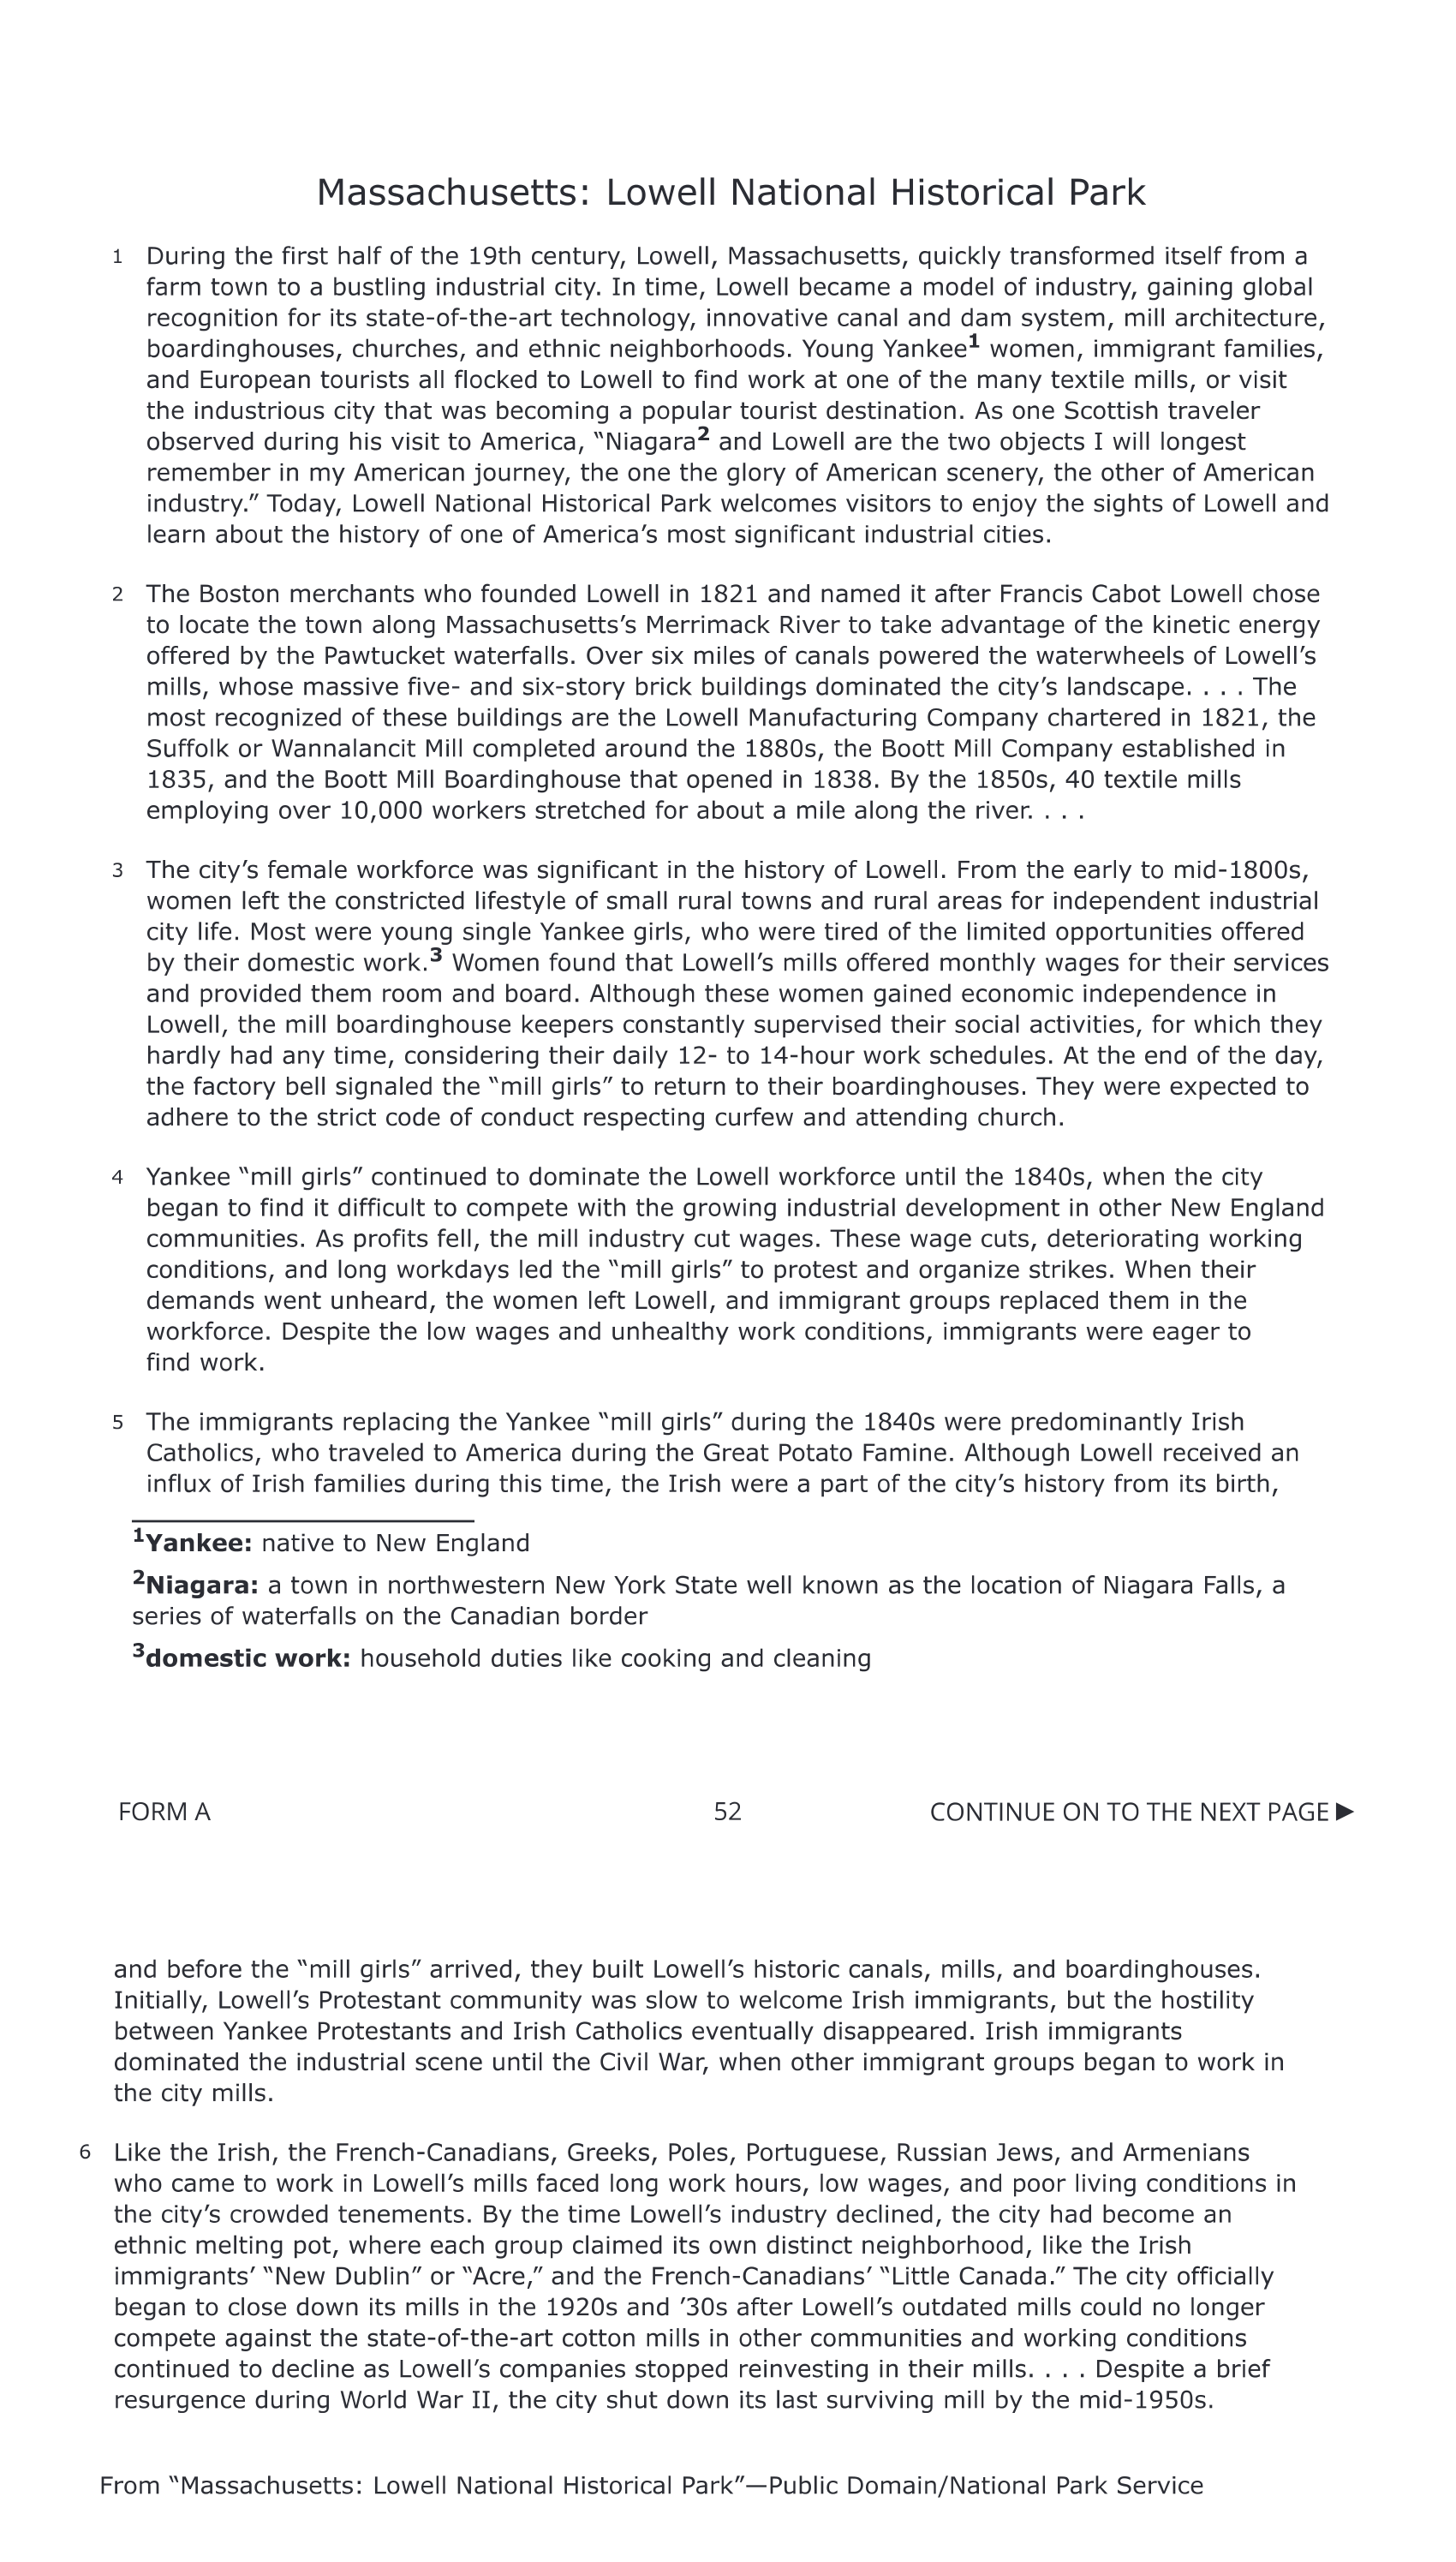 Massachusetts: Lowell National Historical Park
1 During the first half of the 19th century, Lowell, Massachusetts, quickly transformed itself from a
farm town to a bustling industrial city. In time, Lowell became a model of industry, gaining global
recognition for its state-of-the-art technology, innovative canal and dam system, mill architecture,
boardinghouses, churches, and ethnic neighborhoods. Young Yankee1 women, immigrant families,
and European tourists all flocked to Lowell to find work at one of the many textile mills, or visit
the industrious city that was becoming a popular tourist destination. As one Scottish traveler
observed during his visit to America, “Niagara2 and Lowell are the two objects I will longest
remember in my American journey, the one the glory of American scenery, the other of American
industry.” Today, Lowell National Historical Park welcomes visitors to enjoy the sights of Lowell and
learn about the history of one of America’s most significant industrial cities.
2 The Boston merchants who founded Lowell in 1821 and named it after Francis Cabot Lowell chose
to locate the town along Massachusetts’s Merrimack River to take advantage of the kinetic energy
offered by the Pawtucket waterfalls. Over six miles of canals powered the waterwheels of Lowell’s
mills, whose massive five- and six-story brick buildings dominated the city’s landscape. . . . The
most recognized of these buildings are the Lowell Manufacturing Company chartered in 1821, the
Suffolk or Wannalancit Mill completed around the 1880s, the Boott Mill Company established in
1835, and the Boott Mill Boardinghouse that opened in 1838. By the 1850s, 40 textile mills
employing over 10,000 workers stretched for about a mile along the river. . . .
3 The city’s female workforce was significant in the history of Lowell. From the early to mid-1800s,
women left the constricted lifestyle of small rural towns and rural areas for independent industrial
city life. Most were young single Yankee girls, who were tired of the limited opportunities offered
by their domestic work.3 Women found that Lowell’s mills offered monthly wages for their services
and provided them room and board. Although these women gained economic independence in
Lowell, the mill boardinghouse keepers constantly supervised their social activities, for which they
hardly had any time, considering their daily 12- to 14-hour work schedules. At the end of the day,
the factory bell signaled the “mill girls” to return to their boardinghouses. They were expected to
adhere to the strict code of conduct respecting curfew and attending church.
4 Yankee “mill girls” continued to dominate the Lowell workforce until the 1840s, when the city
began to find it difficult to compete with the growing industrial development in other New England
communities. As profits fell, the mill industry cut wages. These wage cuts, deteriorating working
conditions, and long workdays led the “mill girls” to protest and organize strikes. When their
demands went unheard, the women left Lowell, and immigrant groups replaced them in the
workforce. Despite the low wages and unhealthy work conditions, immigrants were eager to
find work.
5 The immigrants replacing the Yankee “mill girls” during the 1840s were predominantly Irish
Catholics, who traveled to America during the Great Potato Famine. Although Lowell received an
influx of Irish families during this time, the Irish were a part of the city’s history from its birth,
1Yankee: native to New England
2Niagara: a town in northwestern New York State well known as the location of Niagara Falls, a
series of waterfalls on the Canadian border
3domestic work: household duties like cooking and cleaning
FORM A 52 CONTINUE ON TO THE NEXT PAGE ►
and before the “mill girls” arrived, they built Lowell’s historic canals, mills, and boardinghouses.
Initially, Lowell’s Protestant community was slow to welcome Irish immigrants, but the hostility
between Yankee Protestants and Irish Catholics eventually disappeared. Irish immigrants
dominated the industrial scene until the Civil War, when other immigrant groups began to work in
the city mills.
6 Like the Irish, the French-Canadians, Greeks, Poles, Portuguese, Russian Jews, and Armenians
who came to work in Lowell’s mills faced long work hours, low wages, and poor living conditions in
the city’s crowded tenements. By the time Lowell’s industry declined, the city had become an
ethnic melting pot, where each group claimed its own distinct neighborhood, like the Irish
immigrants’ “New Dublin” or “Acre,” and the French-Canadians’ “Little Canada.” The city officially
began to close down its mills in the 1920s and ’30s after Lowell’s outdated mills could no longer
compete against the state-of-the-art cotton mills in other communities and working conditions
continued to decline as Lowell’s companies stopped reinvesting in their mills. . . . Despite a brief
resurgence during World War II, the city shut down its last surviving mill by the mid-1950s.
From “Massachusetts: Lowell National Historical Park”—Public Domain/National Park Service